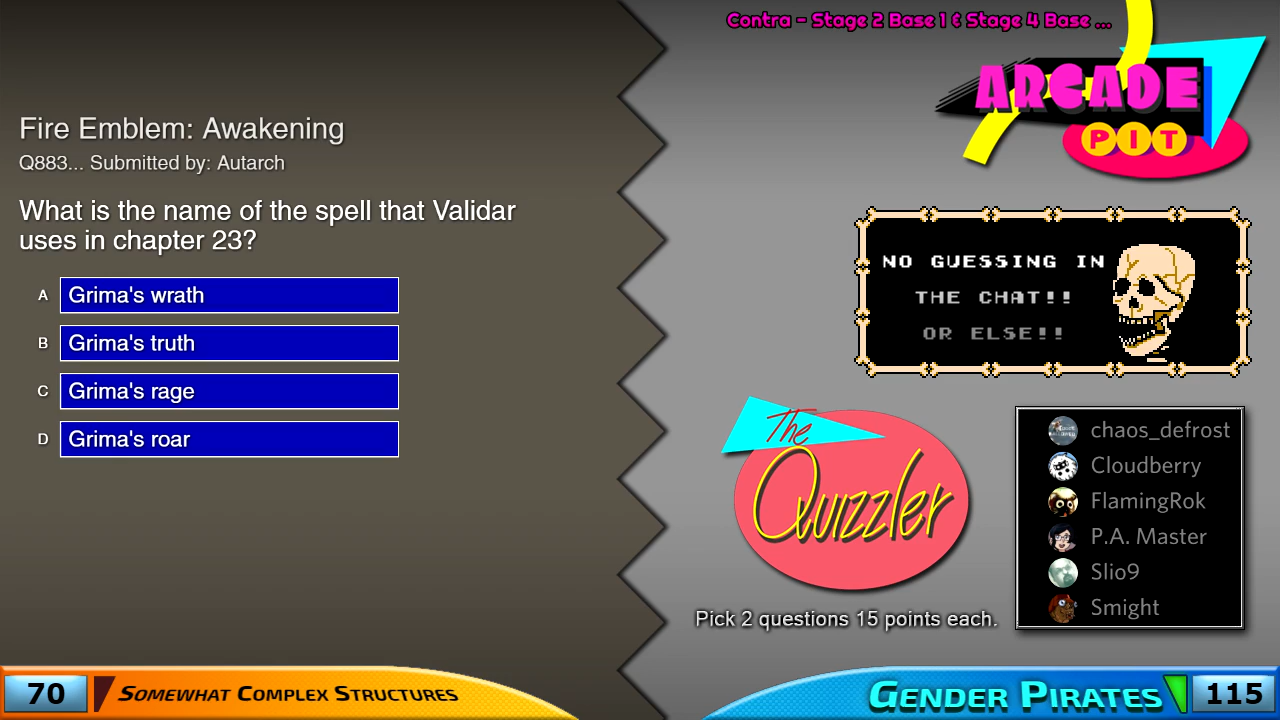 Contra - Stage 2 Base 1 & Stage 4 Base ...
ARCADE
PIT
Fire Emblem: Awakening
Q883... Submitted by: Autarch
What is the name of the spell that Validar
uses in chapter 23?
A Grima's wrath
B Grima's truth
C Grima's rage
D Grima's roar
NO GUESSING IN
THE CHAT!!
OR ELSE!!
The
Quizzler
Pick 2 questions 15 points each.
chaos_defrost
Cloudberry
FlamingRok
P.A. Master
Slio9
Smight
70 Somewhat Complex Structures
Gender Pirates 115